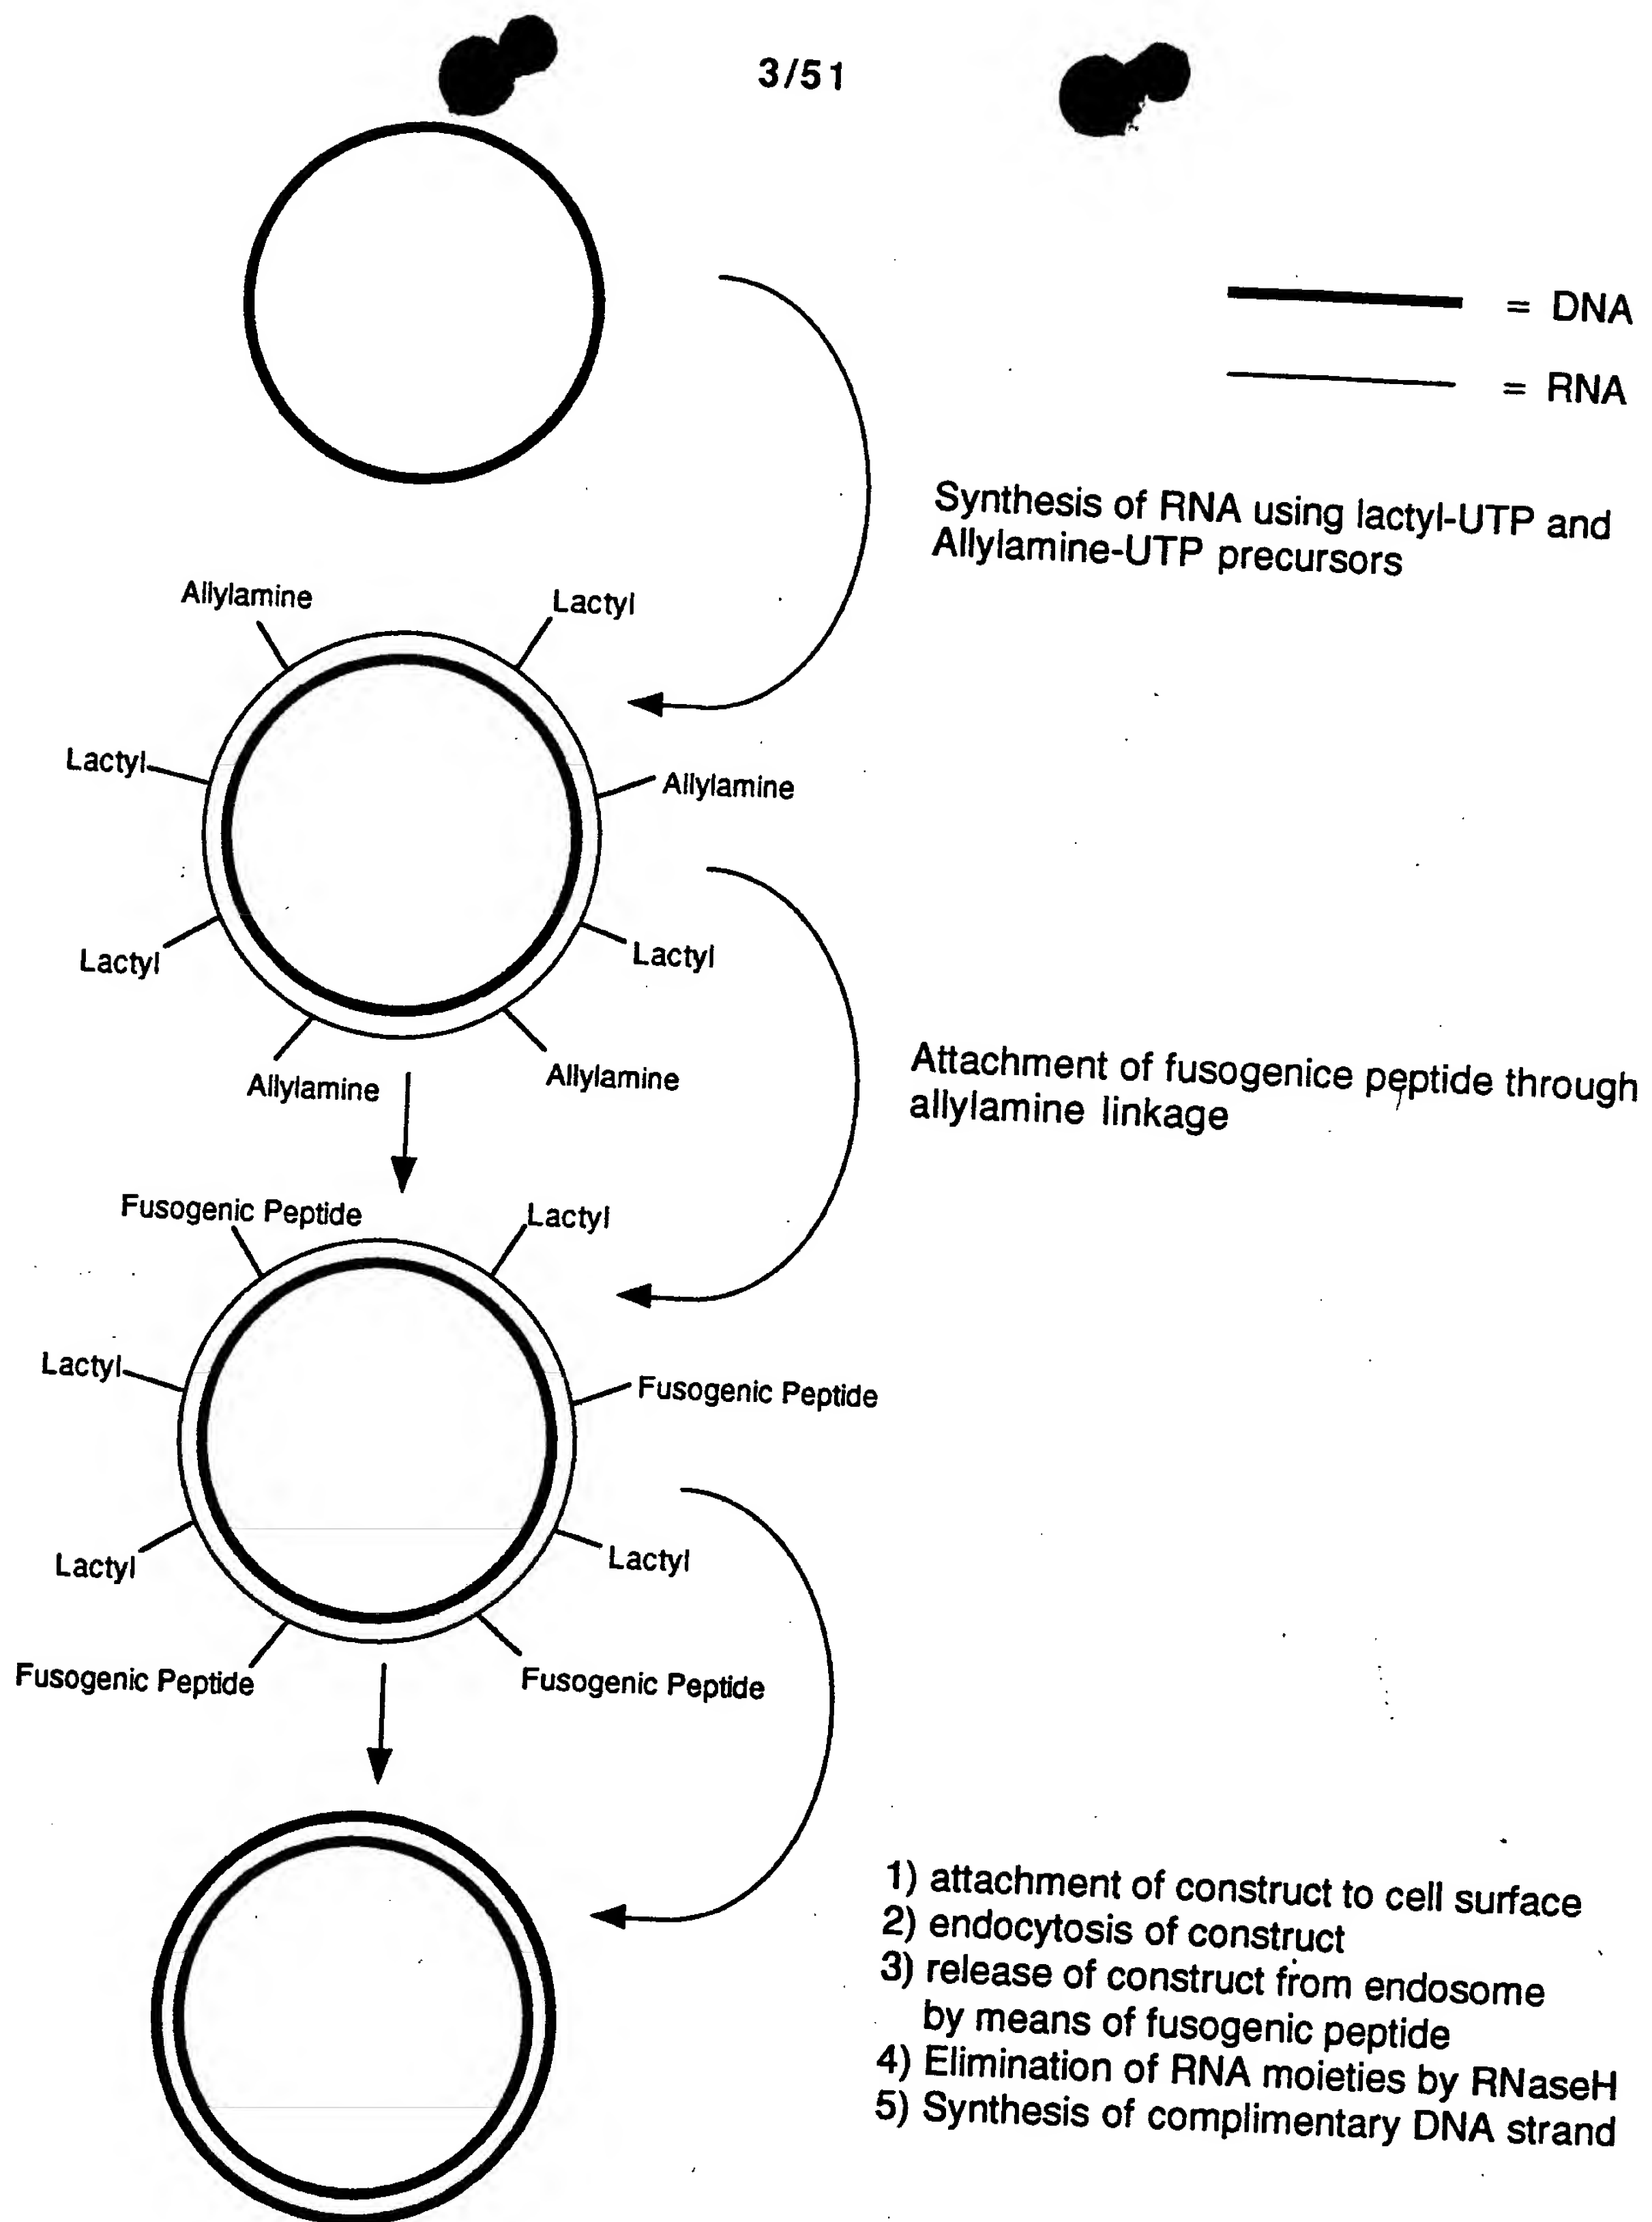 3/51
= DNA
= RNA
Synthesis of RNA using lactyl-UTP and
Allylamine-UTP precursors
Allylamine
Lactyl
Lactyl
Allylamine
Lactyl
Lactyl
Allylamine
Allylamine
Attachment of fusogenice peptide through
allylamine linkage
Fusogenic Peptide
Lactyl
Lactyl
Fusogenic Peptide
Lactyl
Lactyl
Fusogenic Peptide
Fusogenic Peptide
1) attachment of construct to cell surface
2) endocytosis of construct
3) release of construct from endosome
by means of fusogenic peptide
4) Elimination of RNA moieties by RNaseH
5) Synthesis of complimentary DNA strand